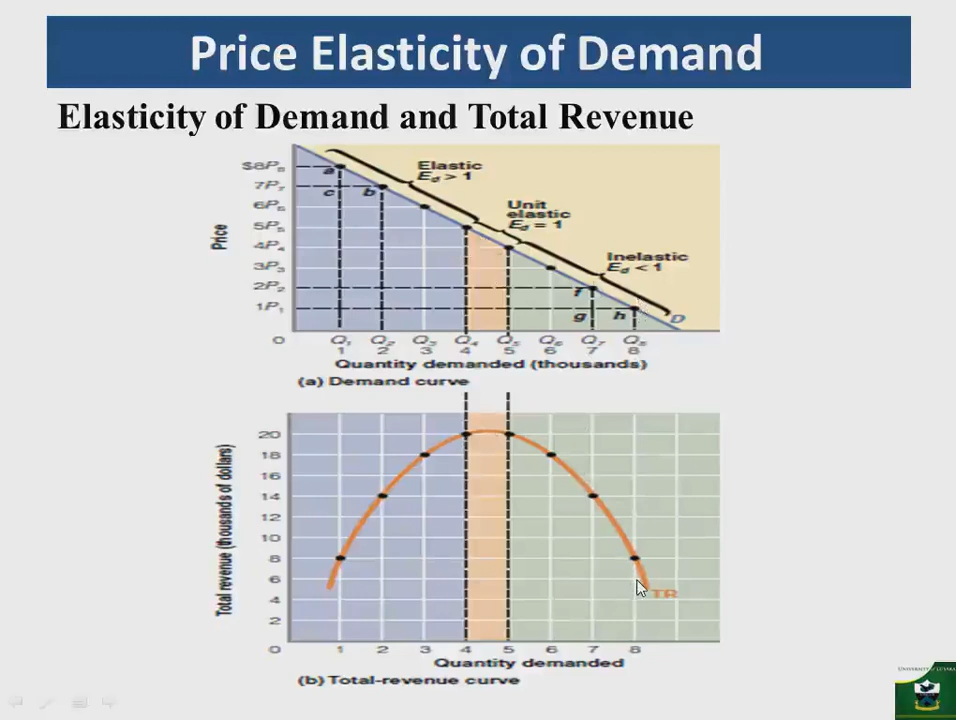 Price Elasticity of Demand
Elasticity of Demand and Total Revenue
$8P₈
7P₇
6P₆
5P₅
4P₄
3P₃
2P₂
1P₁
0
Price
a
c
b
f
g
h
D
Elastic
E_d > 1
Unit
elastic
E_d = 1
Inelastic
E_d < 1
Q₁ Q₂ Q₃ Q₄ Q₅ Q₆ Q₇ Q₈
1 2 3 4 5 6 7 8
Quantity demanded (thousands)
(a) Demand curve
Total revenue (thousands of dollars)
20
18
16
14
12
10
8
6
4
2
0
TR
1 2 3 4 5 6 7 8
Quantity demanded
(b) Total-revenue curve